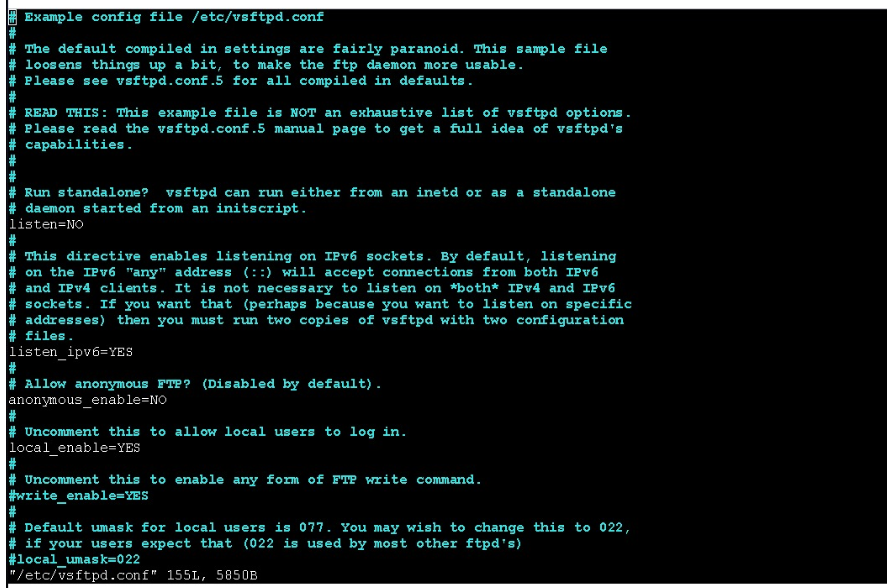 # Example config file /etc/vsftpd.conf
#
# The default compiled in settings are fairly paranoid. This sample file
# loosens things up a bit, to make the ftp daemon more usable.
# Please see vsftpd.conf.5 for all compiled in defaults.
#
# READ THIS: This example file is NOT an exhaustive list of vsftpd options.
# Please read the vsftpd.conf.5 manual page to get a full idea of vsftpd's
# capabilities.
#
#
# Run standalone?  vsftpd can run either from an inetd or as a standalone
# daemon started from an initscript.
listen=NO
#
# This directive enables listening on IPv6 sockets. By default, listening
# on the IPv6 "any" address (::) will accept connections from both IPv6
# and IPv4 clients. It is not necessary to listen on *both* IPv4 and IPv6
# sockets. If you want that (perhaps because you want to listen on specific
# addresses) then you must run two copies of vsftpd with two configuration
# files.
listen_ipv6=YES
#
# Allow anonymous FTP? (Disabled by default).
anonymous_enable=NO
#
# Uncomment this to allow local users to log in.
local_enable=YES
#
# Uncomment this to enable any form of FTP write command.
#write_enable=YES
#
# Default umask for local users is 077. You may wish to change this to 022,
# if your users expect that (022 is used by most other ftpd's)
#local_umask=022
"/etc/vsftpd.conf" 155L, 5850B